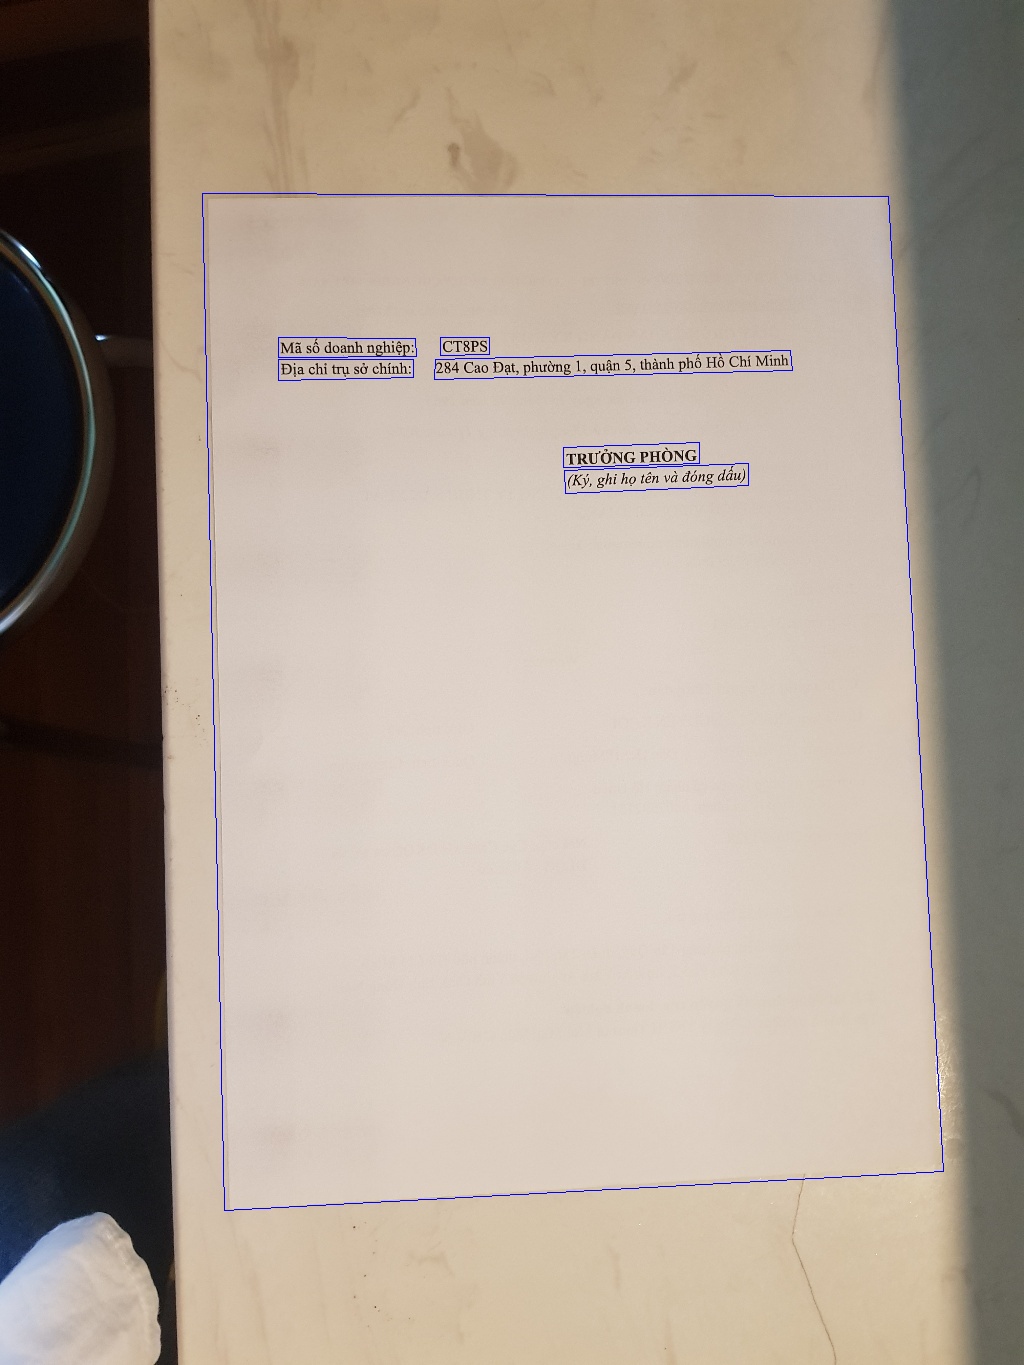 Mã số doanh nghiệp: CT8PS
Địa chỉ trụ sở chính: 284 Cao Đạt, phường 1, quận 5, thành phố Hồ Chí Minh
TRƯỞNG PHÒNG
(Ký, ghi họ tên và đóng dấu)